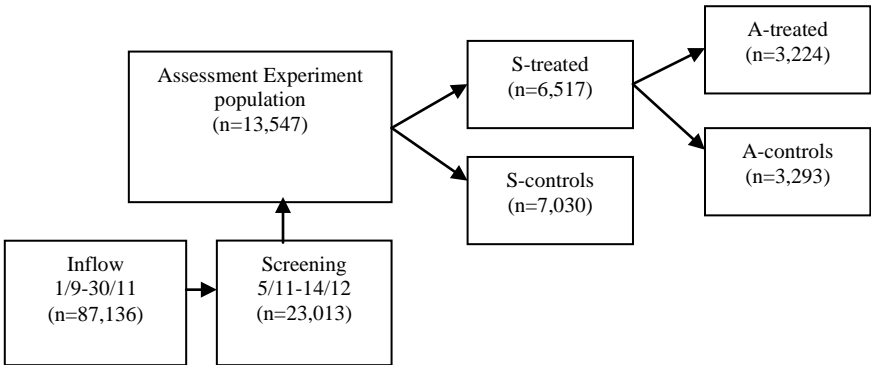 Assessment Experiment
population
(n=13,547)
S-treated
(n=6,517)
A-treated
(n=3,224)
S-controls
(n=7,030)
A-controls
(n=3,293)
Inflow
1/9-30/11
(n=87,136)
Screening
5/11-14/12
(n=23,013)